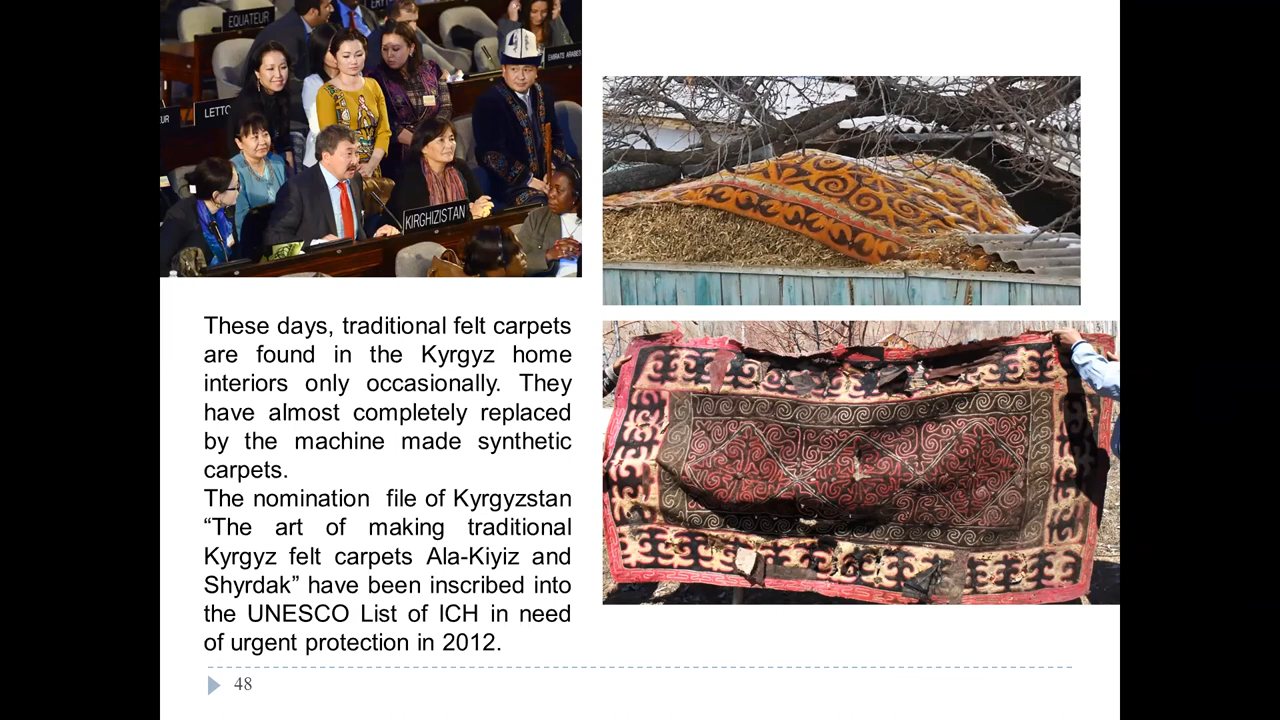 EQUATEUR
EMIRATS ARABES
UR
LETTO
KIRGHIZISTAN
These days, traditional felt carpets
are found in the Kyrgyz home
interiors only occasionally. They
have almost completely replaced
by the machine made synthetic
carpets.
The nomination file of Kyrgyzstan
“The art of making traditional
Kyrgyz felt carpets Ala-Kiyiz and
Shyrdak” have been inscribed into
the UNESCO List of ICH in need
of urgent protection in 2012.
48